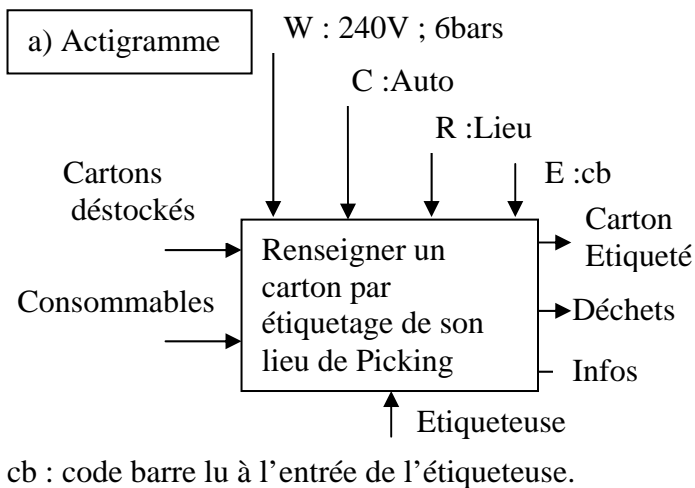 a) Actigramme
W : 240V ; 6bars
C :Auto
R :Lieu
E :cb
Cartons
déstockés
Consommables
Renseigner un
carton par
étiquetage de son
lieu de Picking
Carton
Etiqueté
Déchets
Infos
Etiqueteuse
cb : code barre lu à l'entrée de l'étiqueteuse.